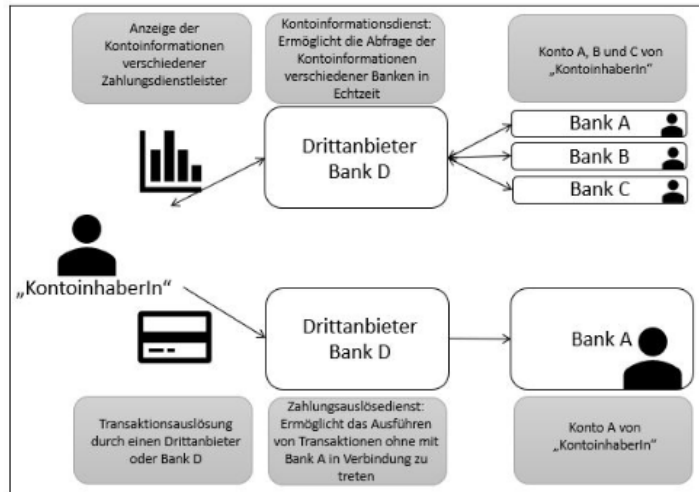 Anzeige der
Kontoinformationen
verschiedener
Zahlungsdienstleister
Kontoinformationsdienst:
Ermöglicht die Abfrage der
Kontoinformationen
verschiedener Banken in
Echtzeit
Konto A, B und C von
„KontoinhaberIn“
Drittanbieter
Bank D
Bank A
Bank B
Bank C
„KontoinhaberIn“
Drittanbieter
Bank D
Bank A
Transaktionsauslösung
durch einen Drittanbieter
oder Bank D
Zahlungsauslösedienst:
Ermöglicht das Ausführen
von Transaktionen ohne mit
Bank A in Verbindung zu
treten
Konto A von
„KontoinhaberIn“